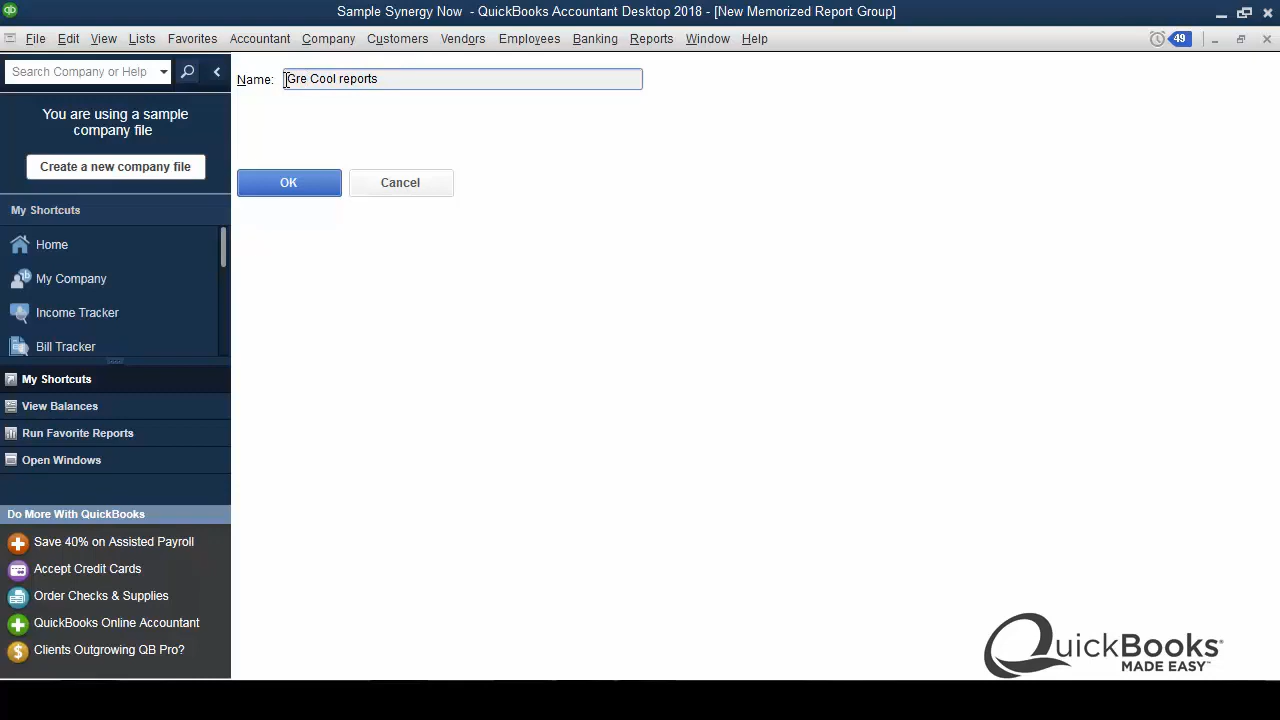 qb
Sample Synergy Now - QuickBooks Accountant Desktop 2018 - [New Memorized Report Group]
File Edit View Lists Favorites Accountant Company Customers Vendors Employees Banking Reports Window Help 49
Search Company or Help
Name: Gre Cool reports
You are using a sample
company file
Create a new company file
OK Cancel
My Shortcuts
Home
My Company
Income Tracker
Bill Tracker
My Shortcuts
View Balances
Run Favorite Reports
Open Windows
Do More With QuickBooks
Save 40% on Assisted Payroll
Accept Credit Cards
Order Checks & Supplies
QuickBooks Online Accountant
Clients Outgrowing QB Pro?
QuickBooks®
MADE EASY™